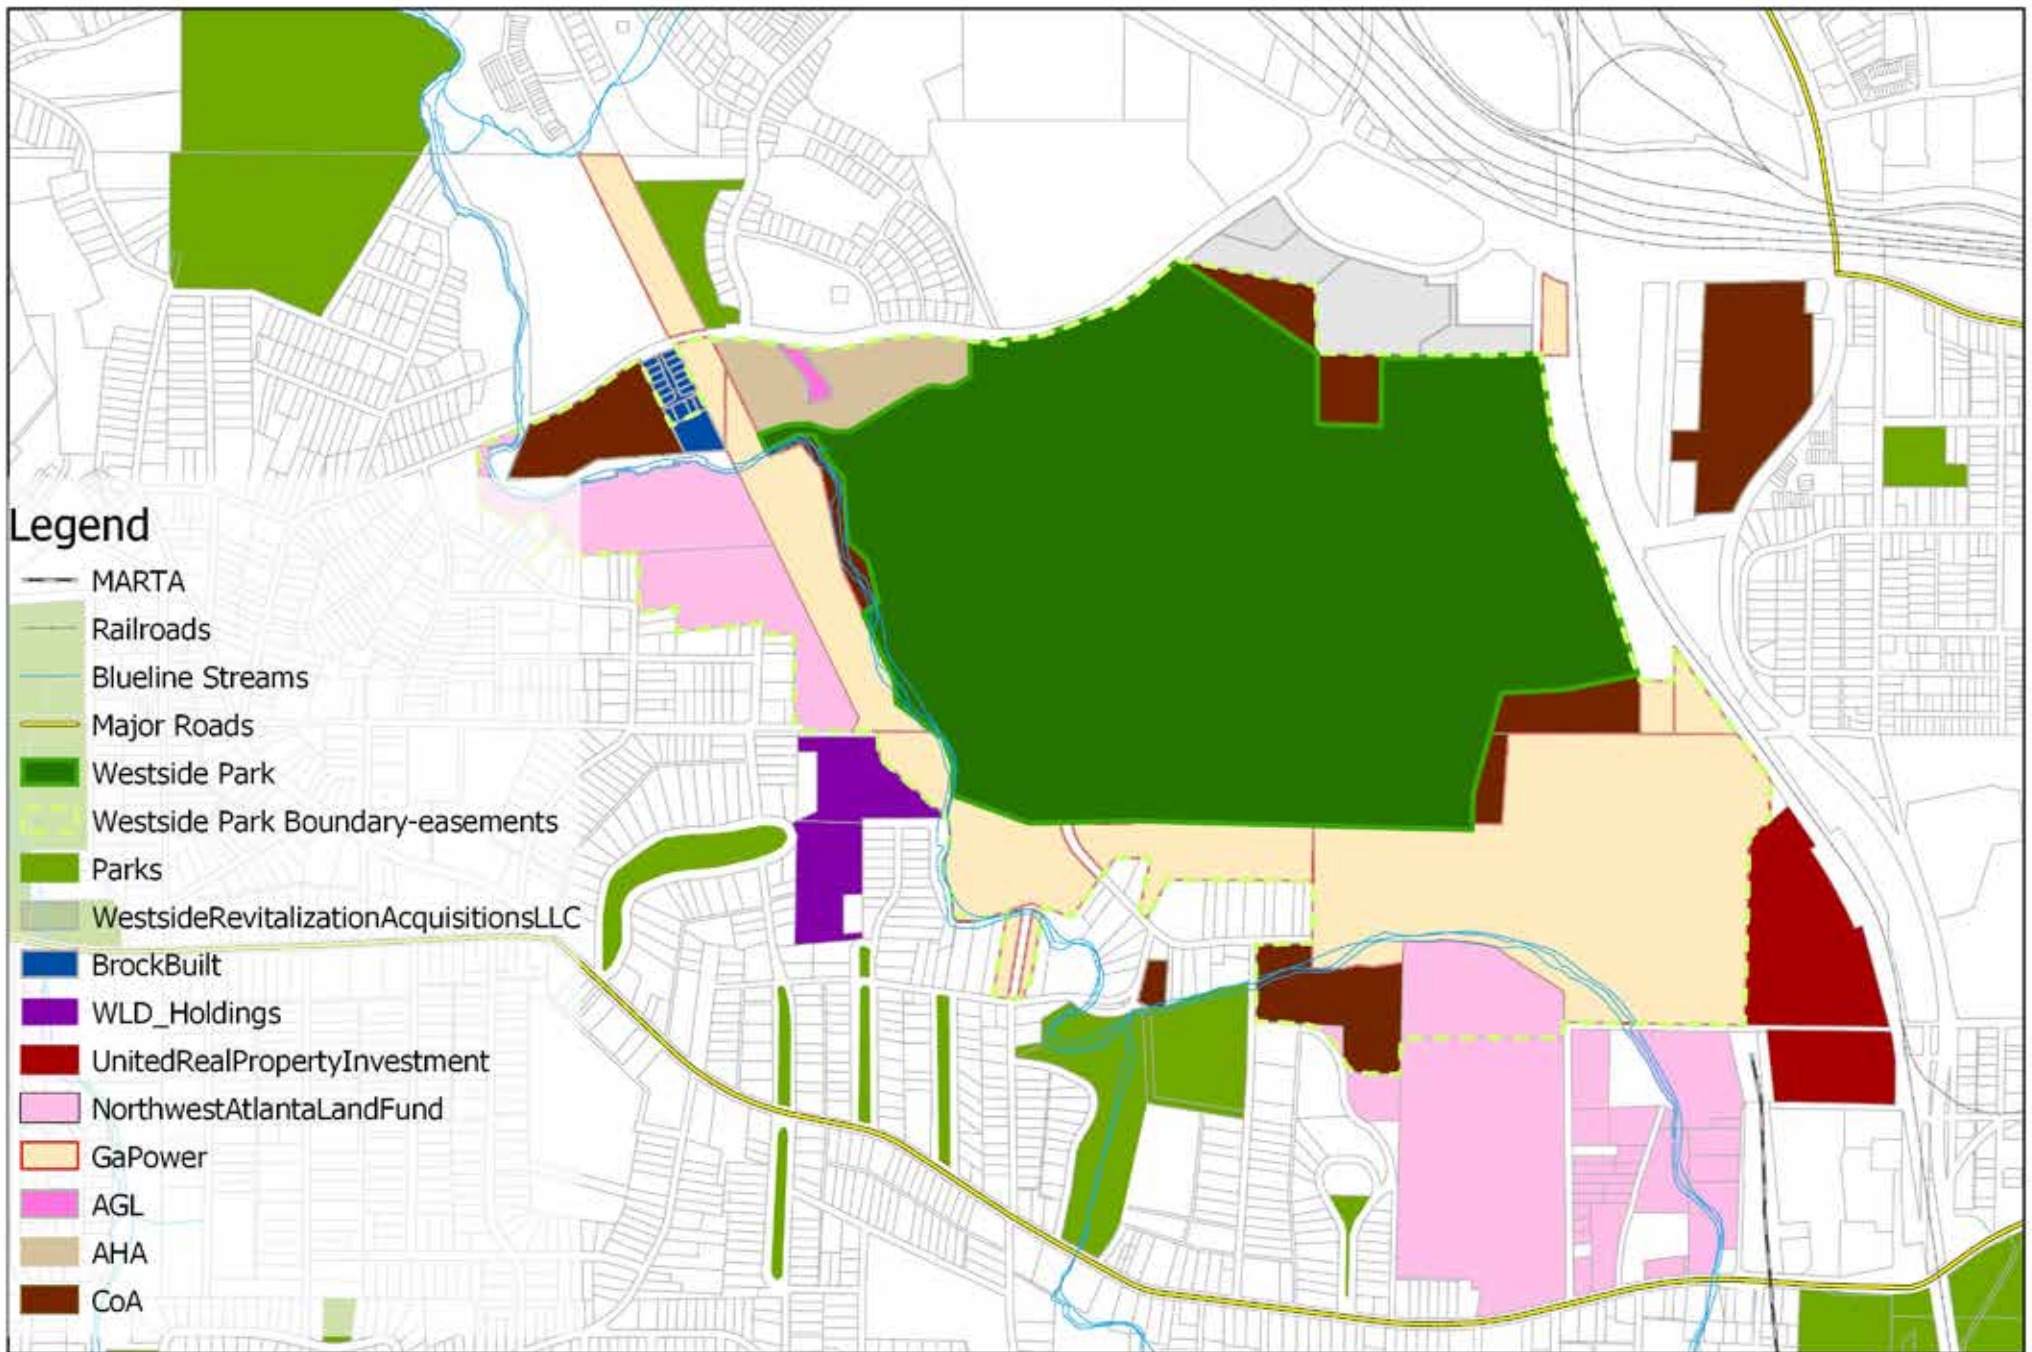 Legend
MARTA
Railroads
Blueline Streams
Major Roads
Westside Park
Westside Park Boundary-easements
Parks
WestsideRevitalizationAcquisitionsLLC
BrockBuilt
WLD_Holdings
UnitedRealPropertyInvestment
NorthwestAtlantaLandFund
GaPower
AGL
AHA
CoA